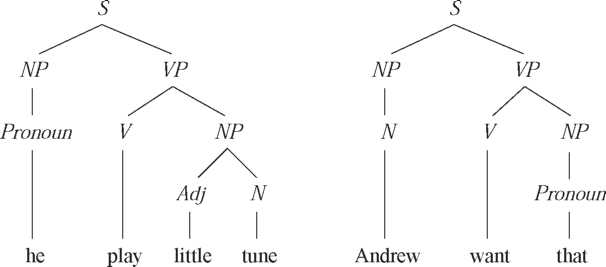 S S
NP VP NP VP
Pronoun V NP N V NP
Adj N Pronoun
he play little tune Andrew want that